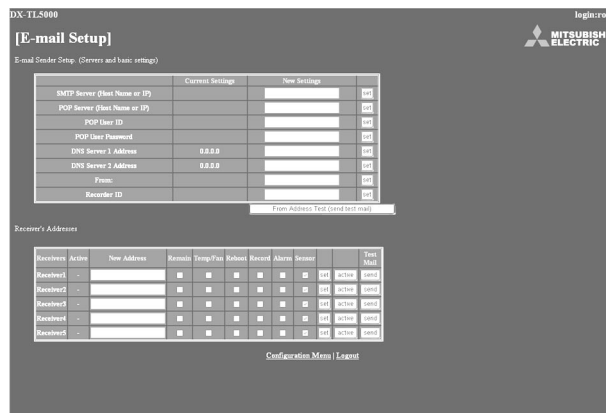 DX-TL5000 login:ro
[E-mail Setup]
MITSUBISH
ELECTRIC
E-mail Sender Setup. (Servers and basic settings)
Current Settings New Settings
SMTP Server (Host Name or IP) set
POP Server (Host Name or IP) set
POP User ID set
POP User Password set
DNS Server 1 Address 0.0.0.0 set
DNS Server 2 Address 0.0.0.0 set
From: set
Recorder ID set
From Address Test (send test mail)
Receiver's Addresses
Receivers Active New Address Remain Temp/Fan Reboot Record Alarm Sensor Test Mail
Receiver1 - set active send
Receiver2 - set active send
Receiver3 - set active send
Receiver4 - set active send
Receiver5 - set active send
Configuration Menu | Logout